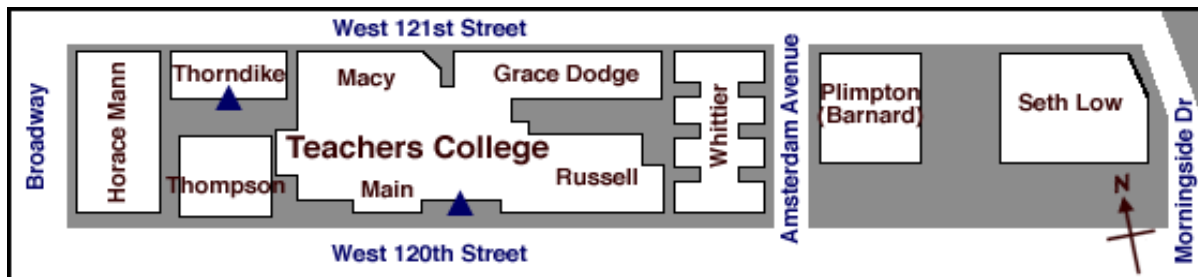 West 121st Street
Broadway
Horace Mann
Thorndike
Macy
Grace Dodge
Whittier
Amsterdam Avenue
Plimpton
(Barnard)
Seth Low
Morningside Dr
Teachers College
Thompson
Main
Russell
N
West 120th Street